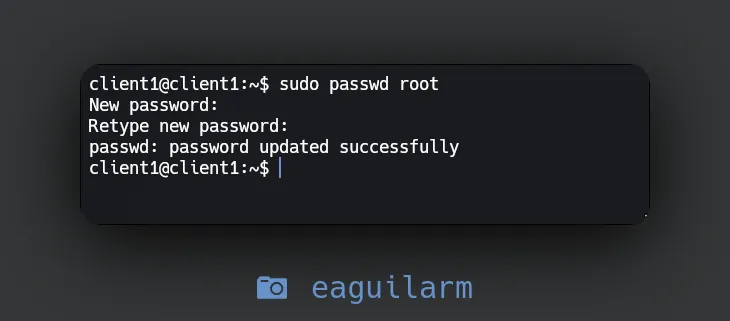 client1@client1:~$ sudo passwd root
New password:
Retype new password:
passwd: password updated successfully
client1@client1:~$
eaguilarm